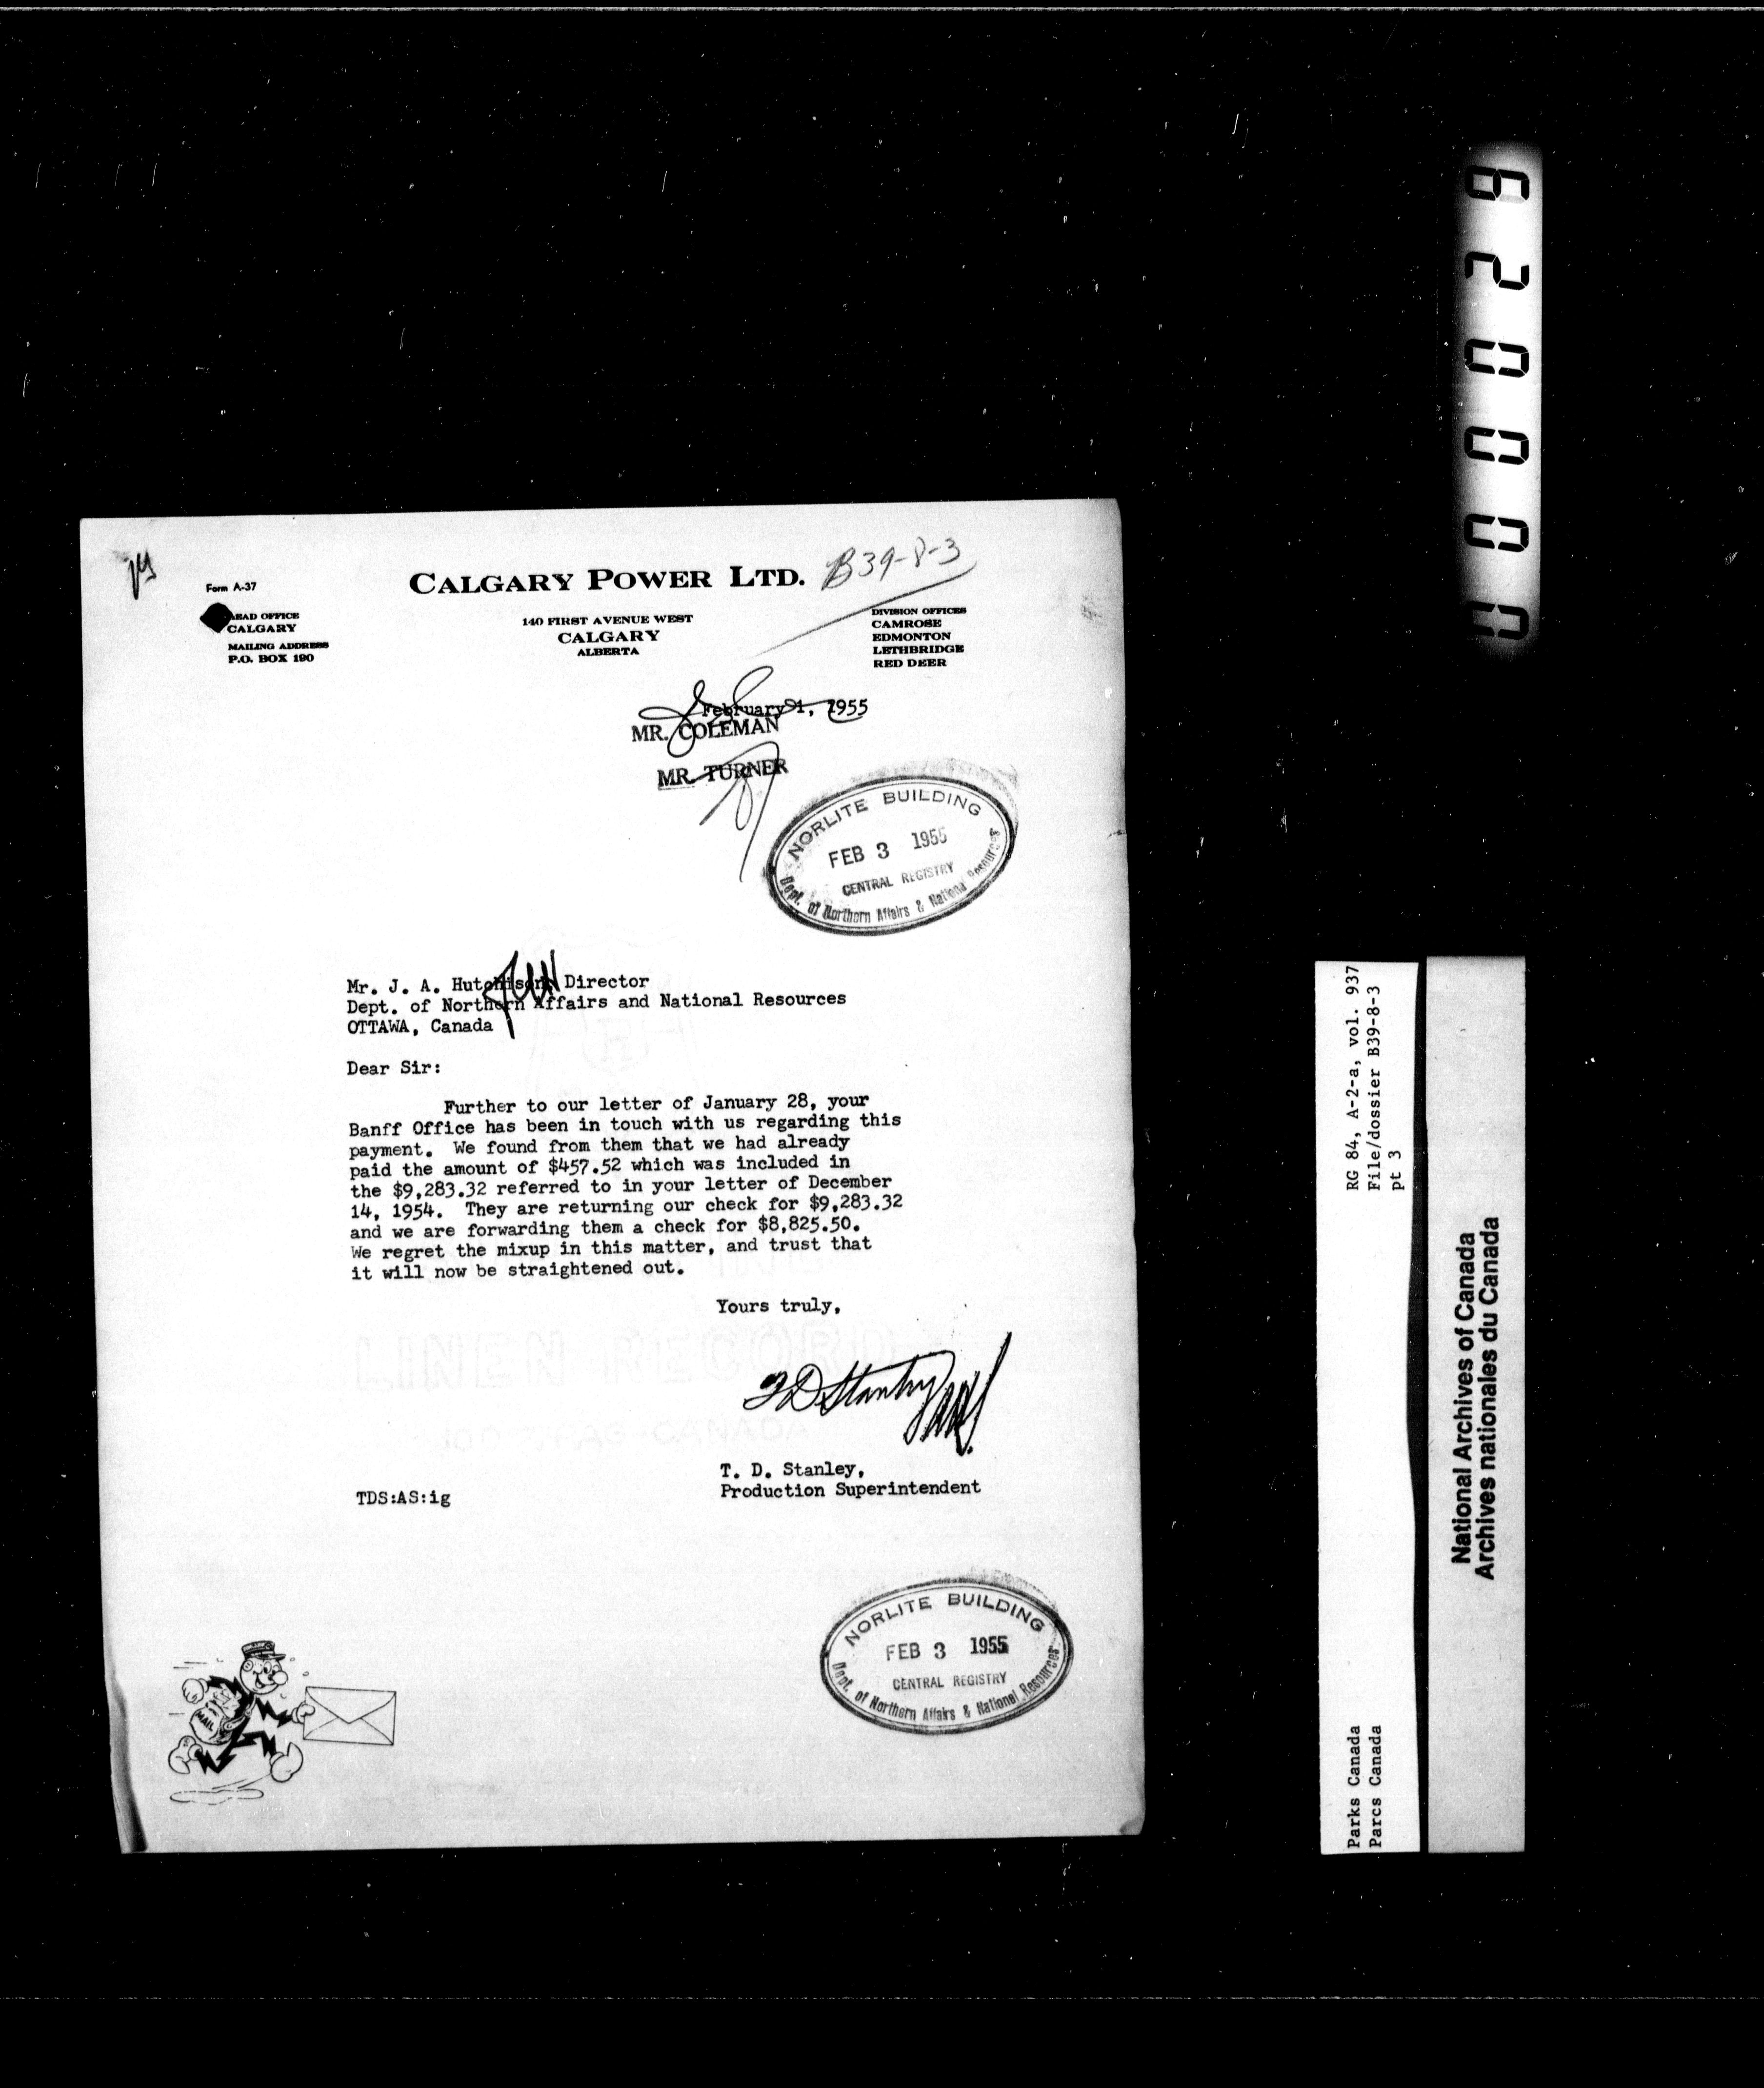 Form A-37
CALGARY POWER LTD.
B39-8-3
EAD OFFICE
CALGARY
MAILING ADDRESS
P.O. BOX 190
140 FIRST AVENUE WEST
CALGARY
ALBERTA
DIVISION OFFICES
CAMROSE
EDMONTON
LETHBRIDGE
RED DEER
February 1, 1955
MR. COLEMAN
MR. TURNER
NORLITE BUILDING
FEB 3 1955
CENTRAL REGISTRY
Dept. of Northern Affairs & National Resources
Mr. J. A. Hutchison, Director
Dept. of Northern Affairs and National Resources
OTTAWA, Canada
Dear Sir:
Further to our letter of January 28, your
Banff Office has been in touch with us regarding this
payment. We found from them that we had already
paid the amount of $457.52 which was included in
the $9,283.32 referred to in your letter of December
14, 1954. They are returning our check for $9,283.32
and we are forwarding them a check for $8,825.50.
We regret the mixup in this matter, and trust that
it will now be straightened out.
Yours truly,
TDStanley
T. D. Stanley,
Production Superintendent
TDS:AS:ig
NORLITE BUILDING
FEB 3 1955
CENTRAL REGISTRY
Dept. of Northern Affairs & National Resources
MAIL
LINEN RECORD
CANADA
RG 84, A-2-a, vol. 937
File/dossier B39-8-3
pt 3
Parks Canada
Parcs Canada
National Archives of Canada
Archives nationales du Canada